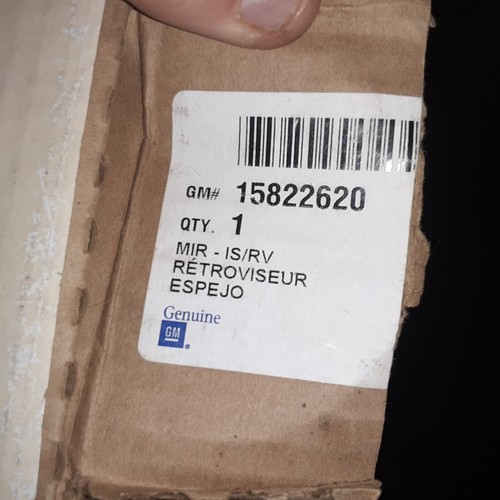 GM# 15822620
QTY. 1
MIR - IS/RV
RÉTROVISEUR
ESPEJO
Genuine
GM